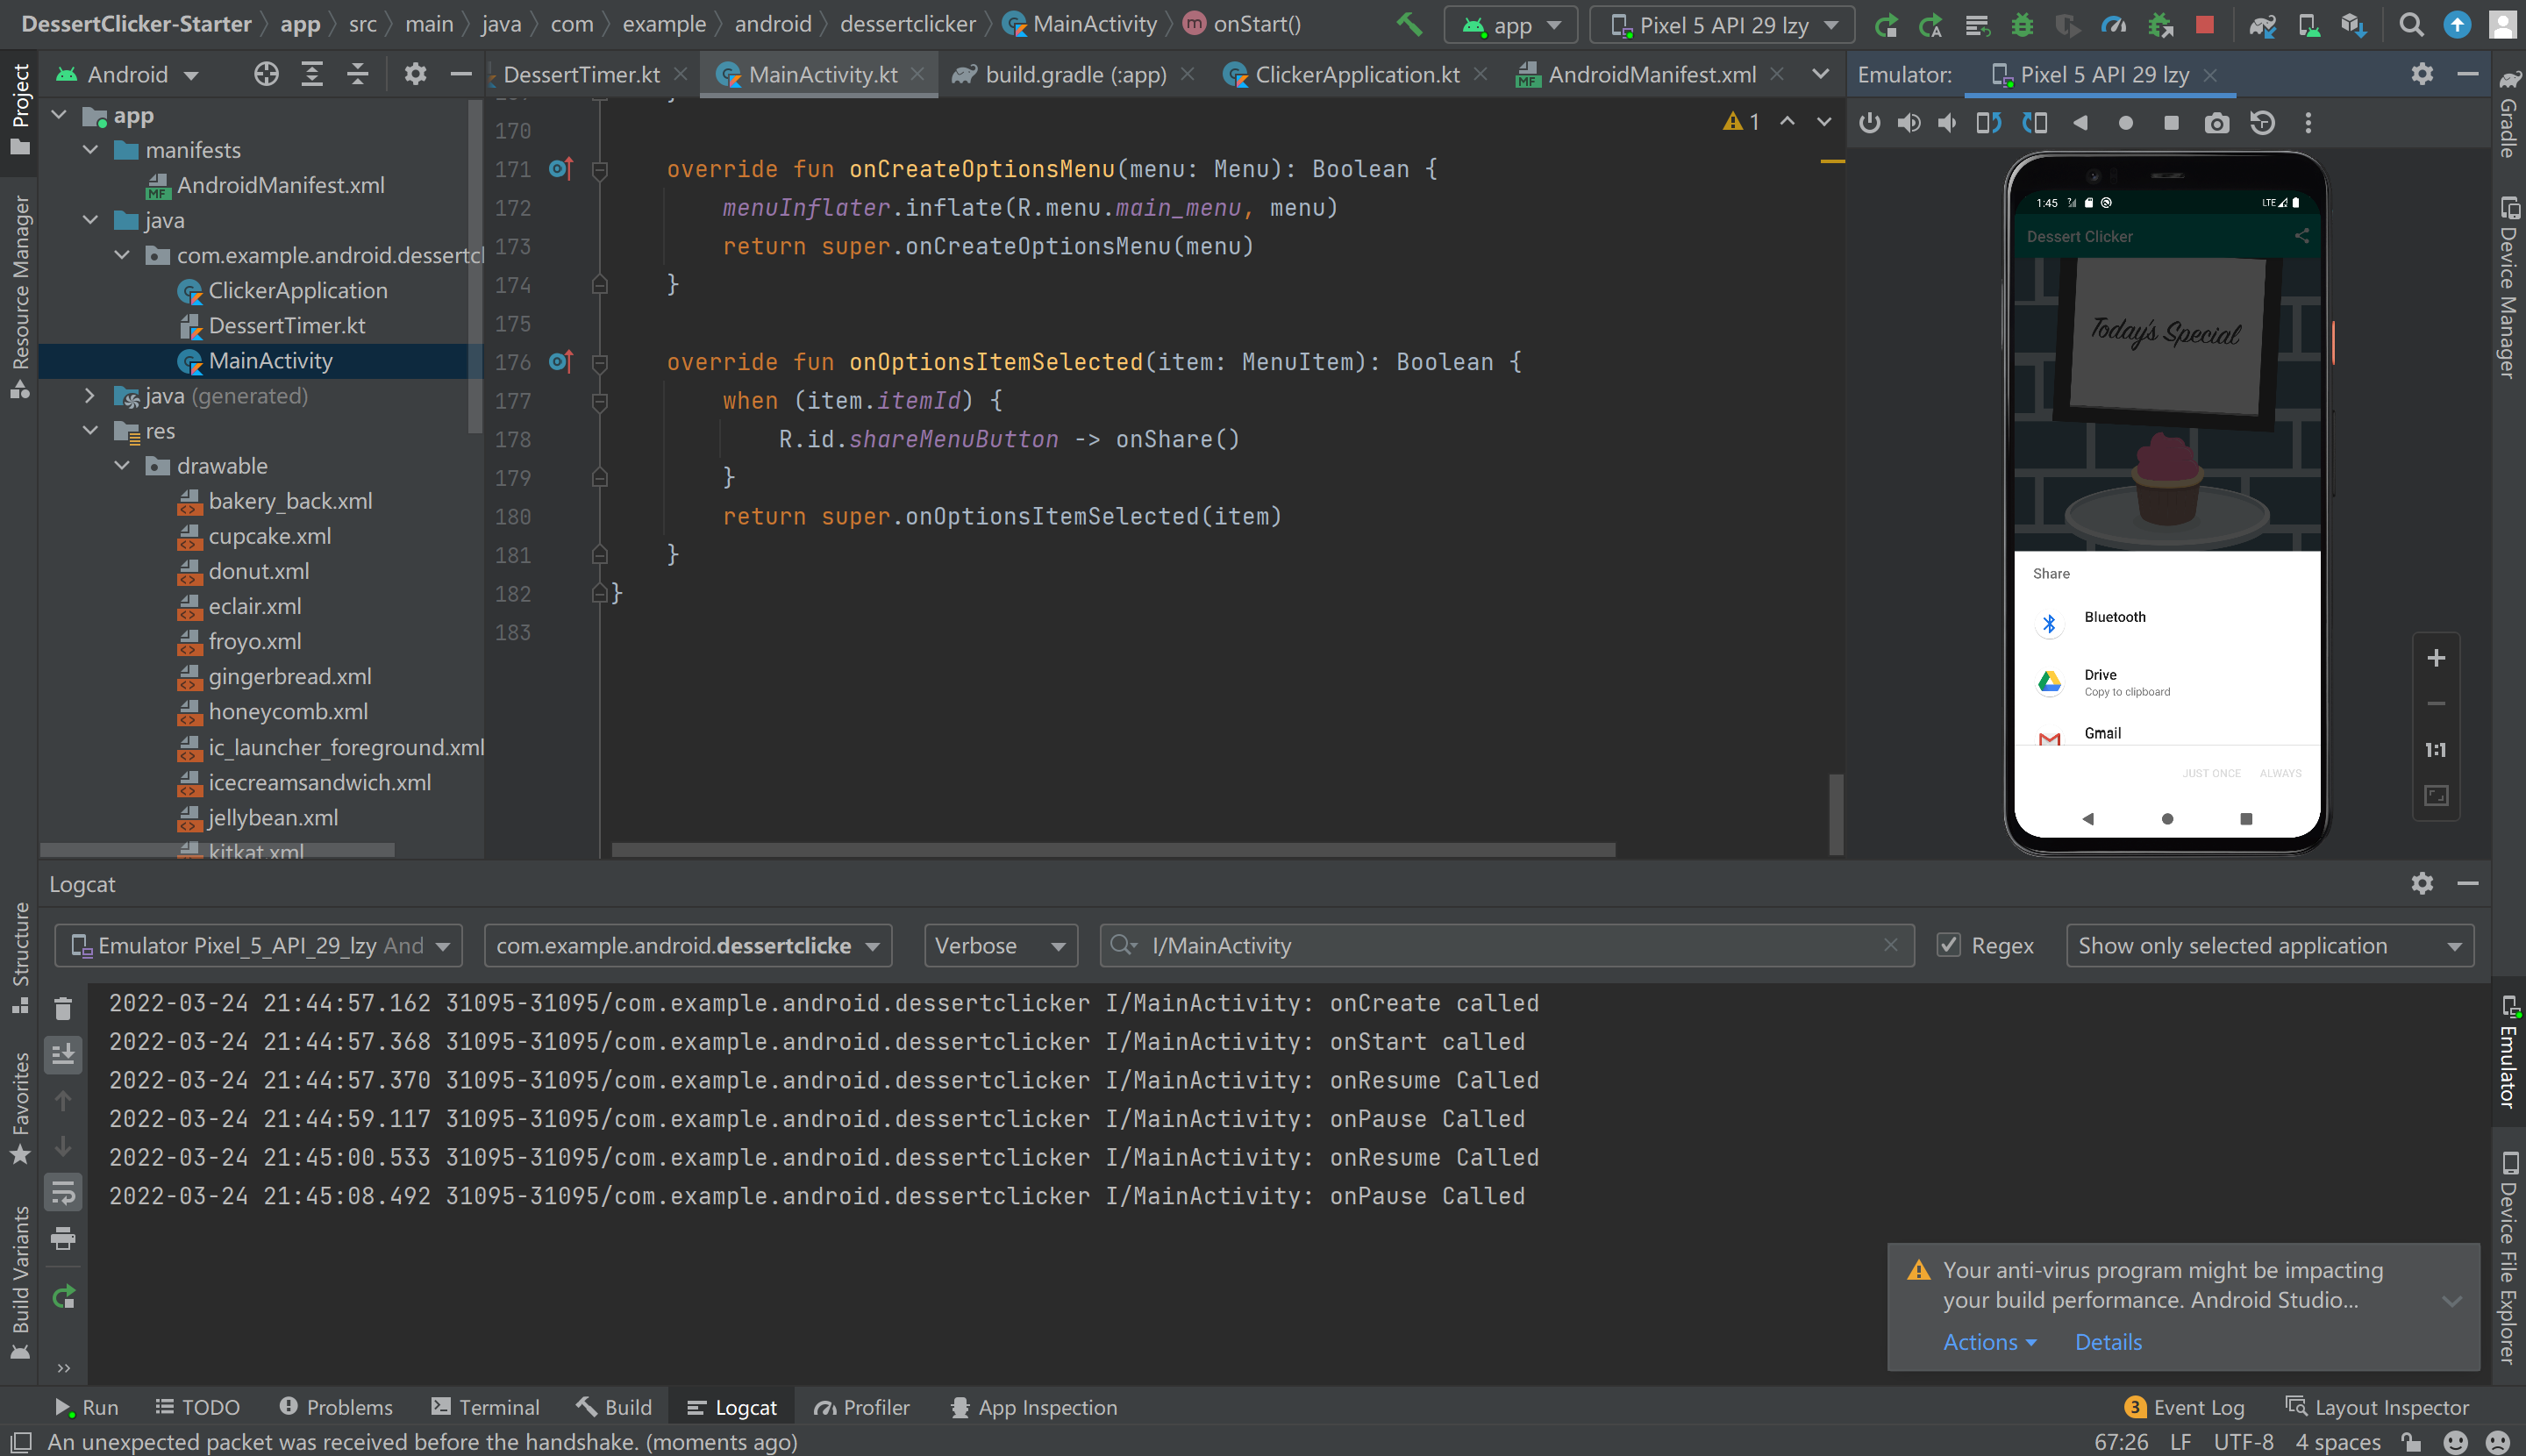 DessertClicker-Starter app src main java com example android dessertclicker MainActivity onStart()
app Pixel 5 API 29 lzy
Project
Resource Manager
Structure
Favorites
Build Variants
Android
app
manifests
AndroidManifest.xml
java
com.example.android.dessertcl
ClickerApplication
DessertTimer.kt
MainActivity
java (generated)
res
drawable
bakery_back.xml
cupcake.xml
donut.xml
eclair.xml
froyo.xml
gingerbread.xml
honeycomb.xml
ic_launcher_foreground.xml
icecreamsandwich.xml
jellybean.xml
kitkat.xml
DessertTimer.kt MainActivity.kt build.gradle (:app) ClickerApplication.kt AndroidManifest.xml
1
170
171 override fun onCreateOptionsMenu(menu: Menu): Boolean {
172 menuInflater.inflate(R.menu.main_menu, menu)
173 return super.onCreateOptionsMenu(menu)
174 }
175
176 override fun onOptionsItemSelected(item: MenuItem): Boolean {
177 when (item.itemId) {
178 R.id.shareMenuButton -> onShare()
179 }
180 return super.onOptionsItemSelected(item)
181 }
182 }
183
Emulator: Pixel 5 API 29 lzy
1:45 LTE
Dessert Clicker
Today's Special
Share
Bluetooth
Drive
Copy to clipboard
Gmail
JUST ONCE ALWAYS
1:1
Gradle
Device Manager
Emulator
Device File Explorer
Logcat
Emulator Pixel_5_API_29_lzy And com.example.android.dessertclicke Verbose I/MainActivity Regex Show only selected application
2022-03-24 21:44:57.162 31095-31095/com.example.android.dessertclicker I/MainActivity: onCreate called
2022-03-24 21:44:57.368 31095-31095/com.example.android.dessertclicker I/MainActivity: onStart called
2022-03-24 21:44:57.370 31095-31095/com.example.android.dessertclicker I/MainActivity: onResume Called
2022-03-24 21:44:59.117 31095-31095/com.example.android.dessertclicker I/MainActivity: onPause Called
2022-03-24 21:45:00.533 31095-31095/com.example.android.dessertclicker I/MainActivity: onResume Called
2022-03-24 21:45:08.492 31095-31095/com.example.android.dessertclicker I/MainActivity: onPause Called
Your anti-virus program might be impacting
your build performance. Android Studio...
Actions Details
Run TODO Problems Terminal Build Logcat Profiler App Inspection 3 Event Log Layout Inspector
An unexpected packet was received before the handshake. (moments ago) 67:26 LF UTF-8 4 spaces